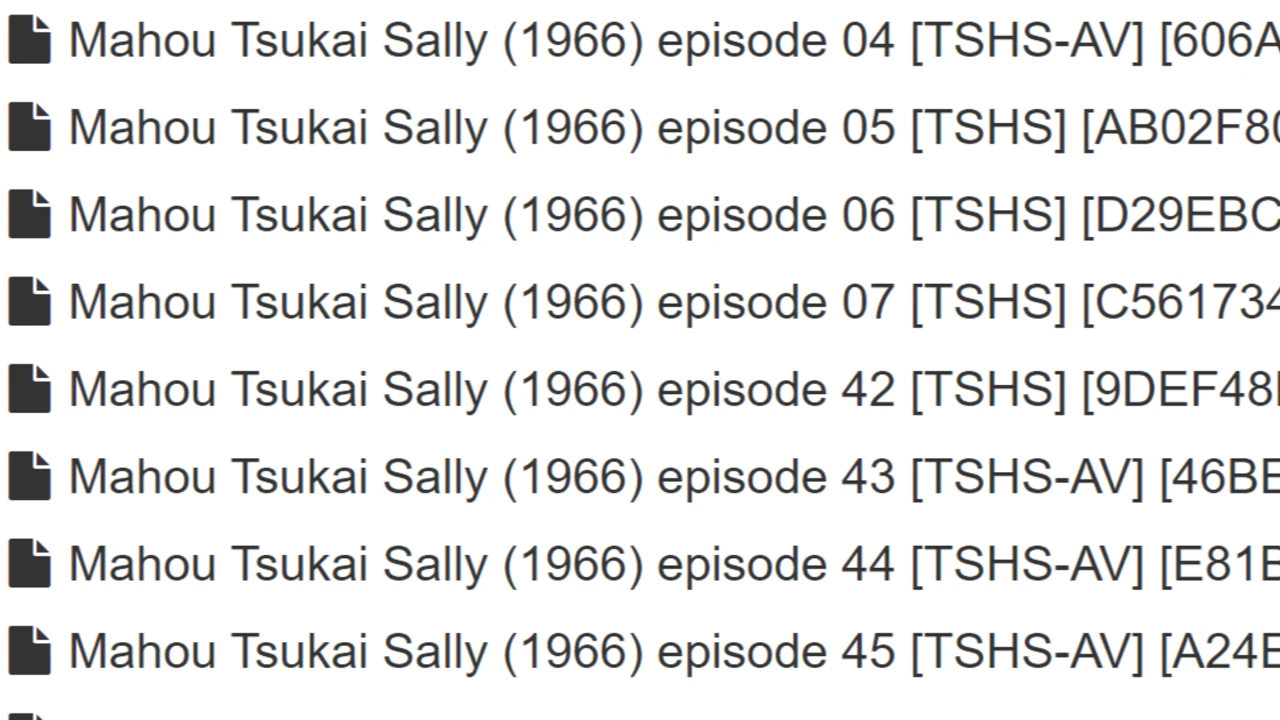 Mahou Tsukai Sally (1966) episode 04 [TSHS-AV] [606A
Mahou Tsukai Sally (1966) episode 05 [TSHS] [AB02F80
Mahou Tsukai Sally (1966) episode 06 [TSHS] [D29EBC
Mahou Tsukai Sally (1966) episode 07 [TSHS] [C561734
Mahou Tsukai Sally (1966) episode 42 [TSHS] [9DEF48
Mahou Tsukai Sally (1966) episode 43 [TSHS-AV] [46BE
Mahou Tsukai Sally (1966) episode 44 [TSHS-AV] [E81B
Mahou Tsukai Sally (1966) episode 45 [TSHS-AV] [A24E